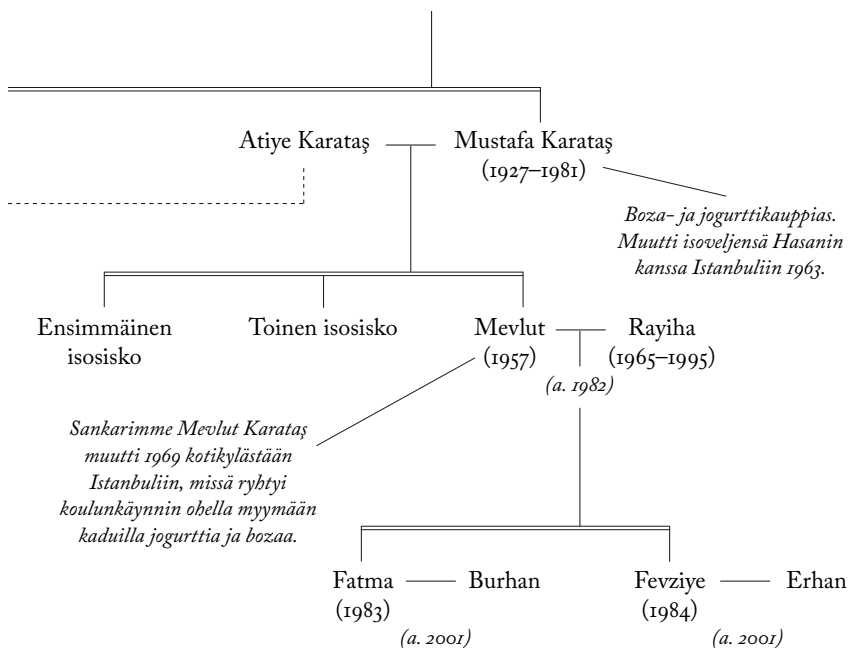 Atiye Karataş
Mustafa Karataş
(1927–1981)
Boza- ja jogurttikauppias.
Muutti isoveljensä Hasanin
kanssa Istanbuliin 1963.
Ensimmäinen
isosisko
Toinen isosisko
Mevlut
(1957)
Rayiha
(1965–1995)
(a. 1982)
Sankarimme Mevlut Karataş
muutti 1969 kotikylästään
Istanbuliin, missä ryhtyi
koulunkäynnin ohella myymään
kaduilla jogurttia ja bozaa.
Fatma
(1983)
Burhan
(a. 2001)
Fevziye
(1984)
Erhan
(a. 2001)